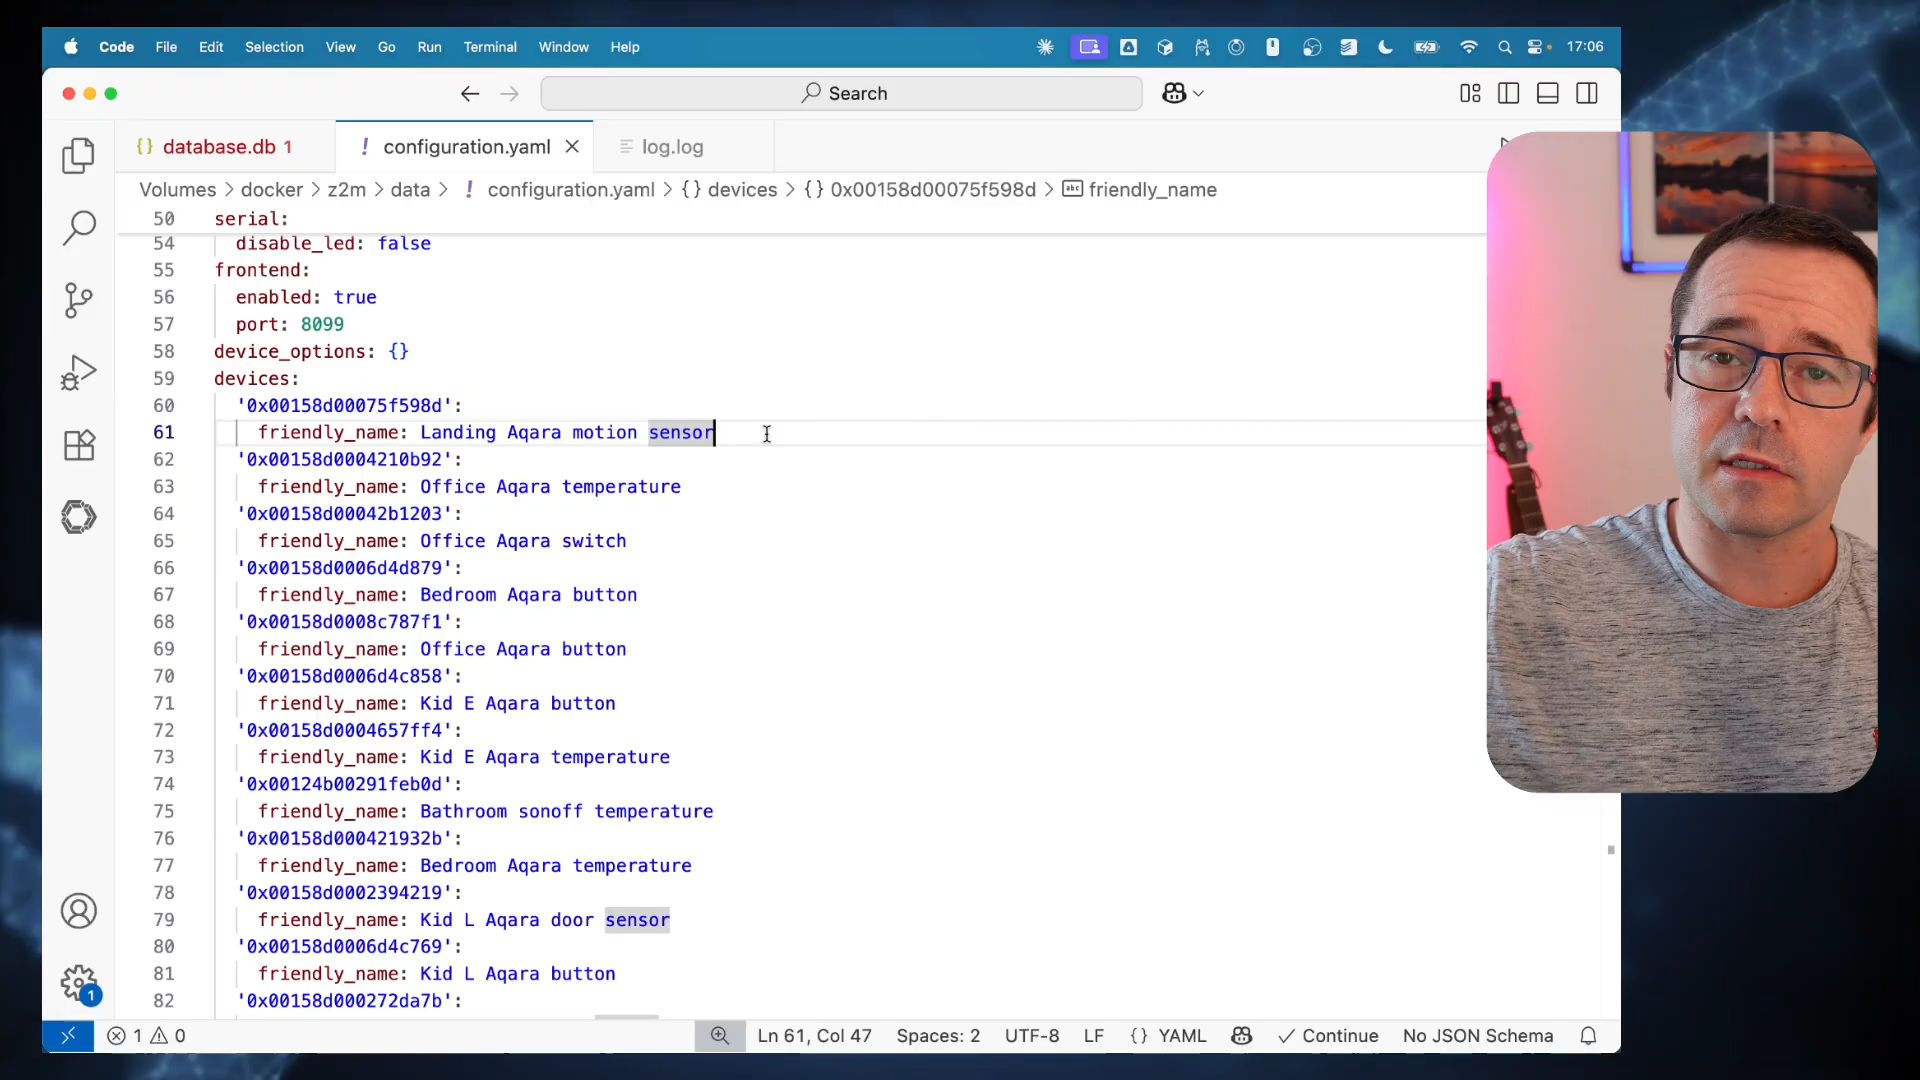 Code File Edit Selection View Go Run Terminal Window Help 17:06
Search
database.db 1 configuration.yaml log.log
Volumes > docker > z2m > data > ! configuration.yaml > {} devices > {} 0x00158d00075f598d > abc friendly_name
50 serial:
54 disable_led: false
55 frontend:
56 enabled: true
57 port: 8099
58 device_options: {}
59 devices:
60 '0x00158d00075f598d':
61 friendly_name: Landing Aqara motion sensor
62 '0x00158d0004210b92':
63 friendly_name: Office Aqara temperature
64 '0x00158d00042b1203':
65 friendly_name: Office Aqara switch
66 '0x00158d0006d4d879':
67 friendly_name: Bedroom Aqara button
68 '0x00158d0008c787f1':
69 friendly_name: Office Aqara button
70 '0x00158d0006d4c858':
71 friendly_name: Kid E Aqara button
72 '0x00158d0004657ff4':
73 friendly_name: Kid E Aqara temperature
74 '0x00124b00291feb0d':
75 friendly_name: Bathroom sonoff temperature
76 '0x00158d000421932b':
77 friendly_name: Bedroom Aqara temperature
78 '0x00158d0002394219':
79 friendly_name: Kid L Aqara door sensor
80 '0x00158d0006d4c769':
81 friendly_name: Kid L Aqara button
82 '0x00158d000272da7b':
1
1 0 Ln 61, Col 47 Spaces: 2 UTF-8 LF {} YAML Continue No JSON Schema